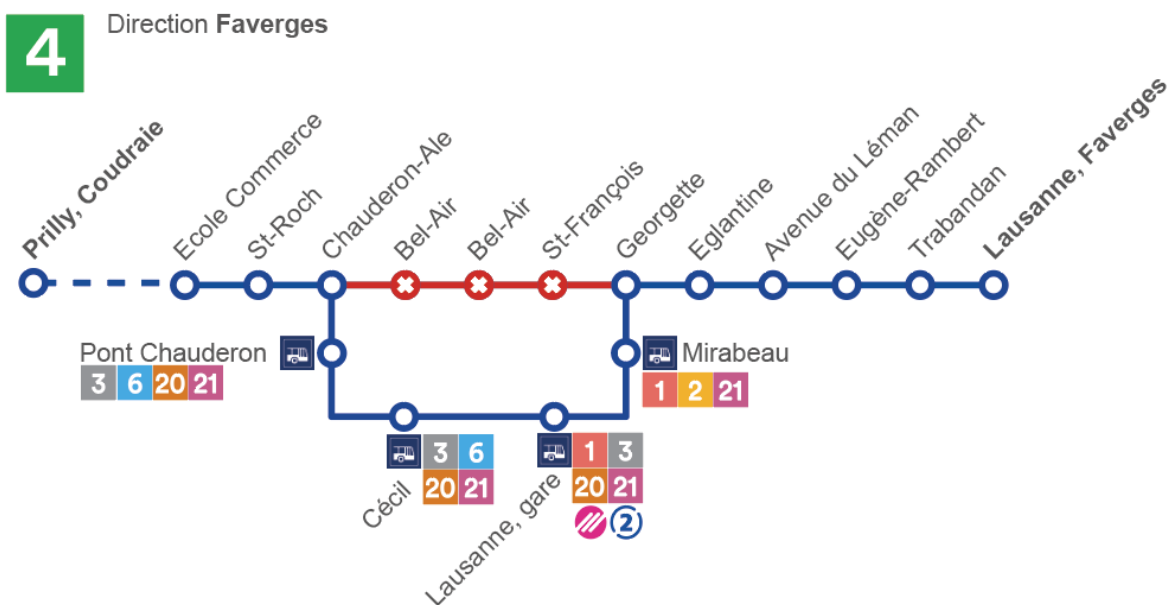 4
Direction Faverges
Prilly, Coudraie
Ecole Commerce
St-Roch
Chauderon-Ale
Bel-Air
Bel-Air
St-François
Georgette
Eglantine
Avenue du Léman
Eugène-Rambert
Trabandan
Lausanne, Faverges
Pont Chauderon
3 6 20 21
Cécil
3 6
20 21
Lausanne, gare
1 3
20 21
2
Mirabeau
1 2 21